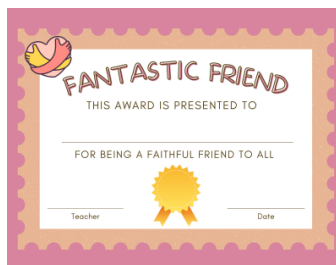 FANTASTIC FRIEND
THIS AWARD IS PRESENTED TO
FOR BEING A FAITHFUL FRIEND TO ALL
Teacher
Date